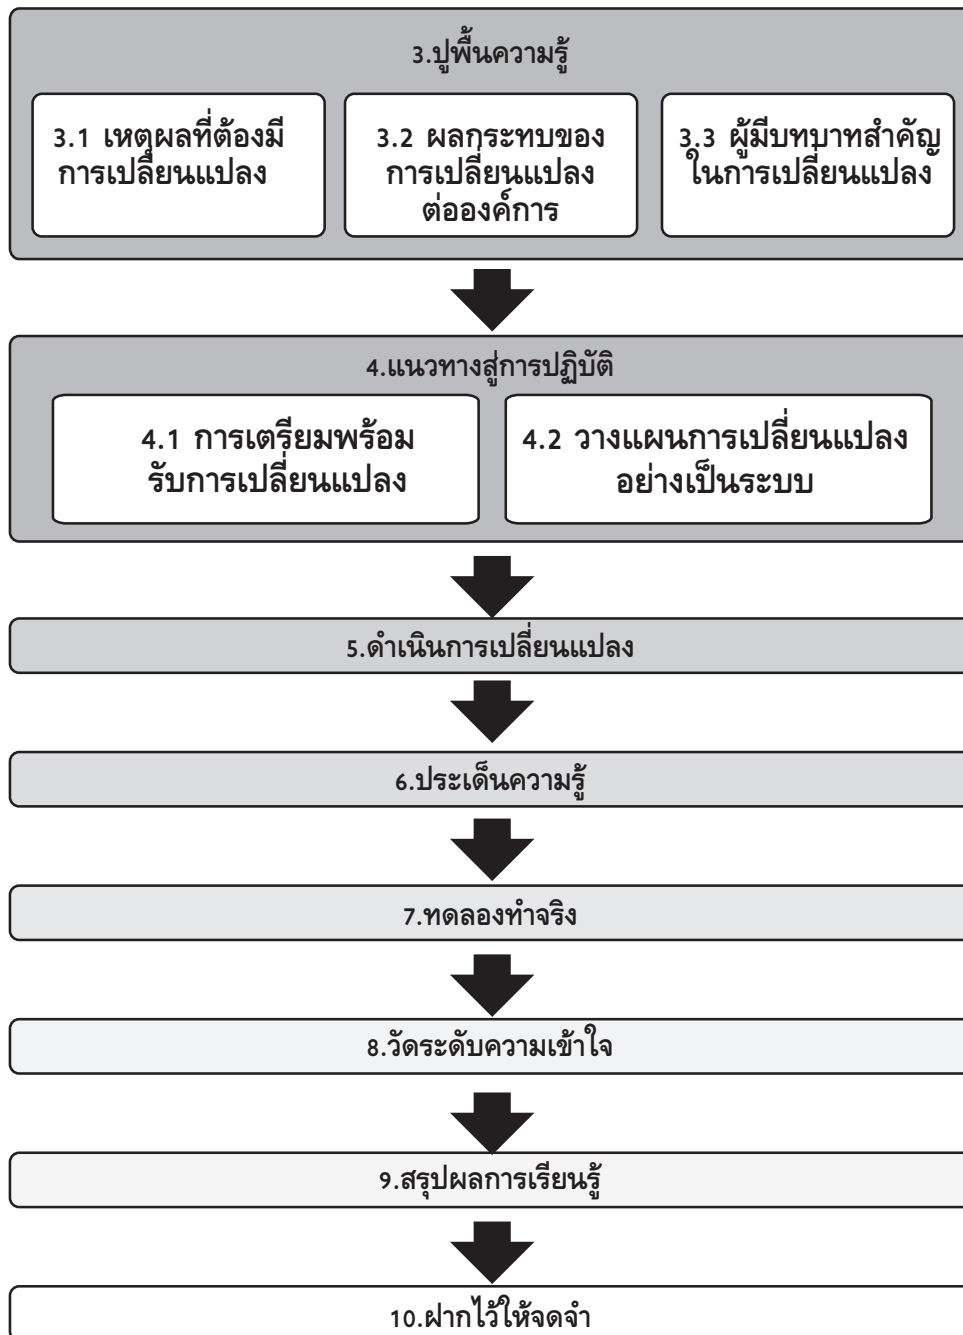 3.ปูพื้นความรู้
3.1 เหตุผลที่ต้องมี
การเปลี่ยนแปลง
3.2 ผลกระทบของ
การเปลี่ยนแปลง
ต่อองค์การ
3.3 ผู้มีบทบาทสำคัญ
ในการเปลี่ยนแปลง
4.แนวทางสู่การปฏิบัติ
4.1 การเตรียมพร้อม
รับการเปลี่ยนแปลง
4.2 วางแผนการเปลี่ยนแปลง
อย่างเป็นระบบ
5.ดำเนินการเปลี่ยนแปลง
6.ประเด็นความรู้
7.ทดลองทำจริง
8.วัดระดับความเข้าใจ
9.สรุปผลการเรียนรู้
10.ฝากไว้ให้จดจำ